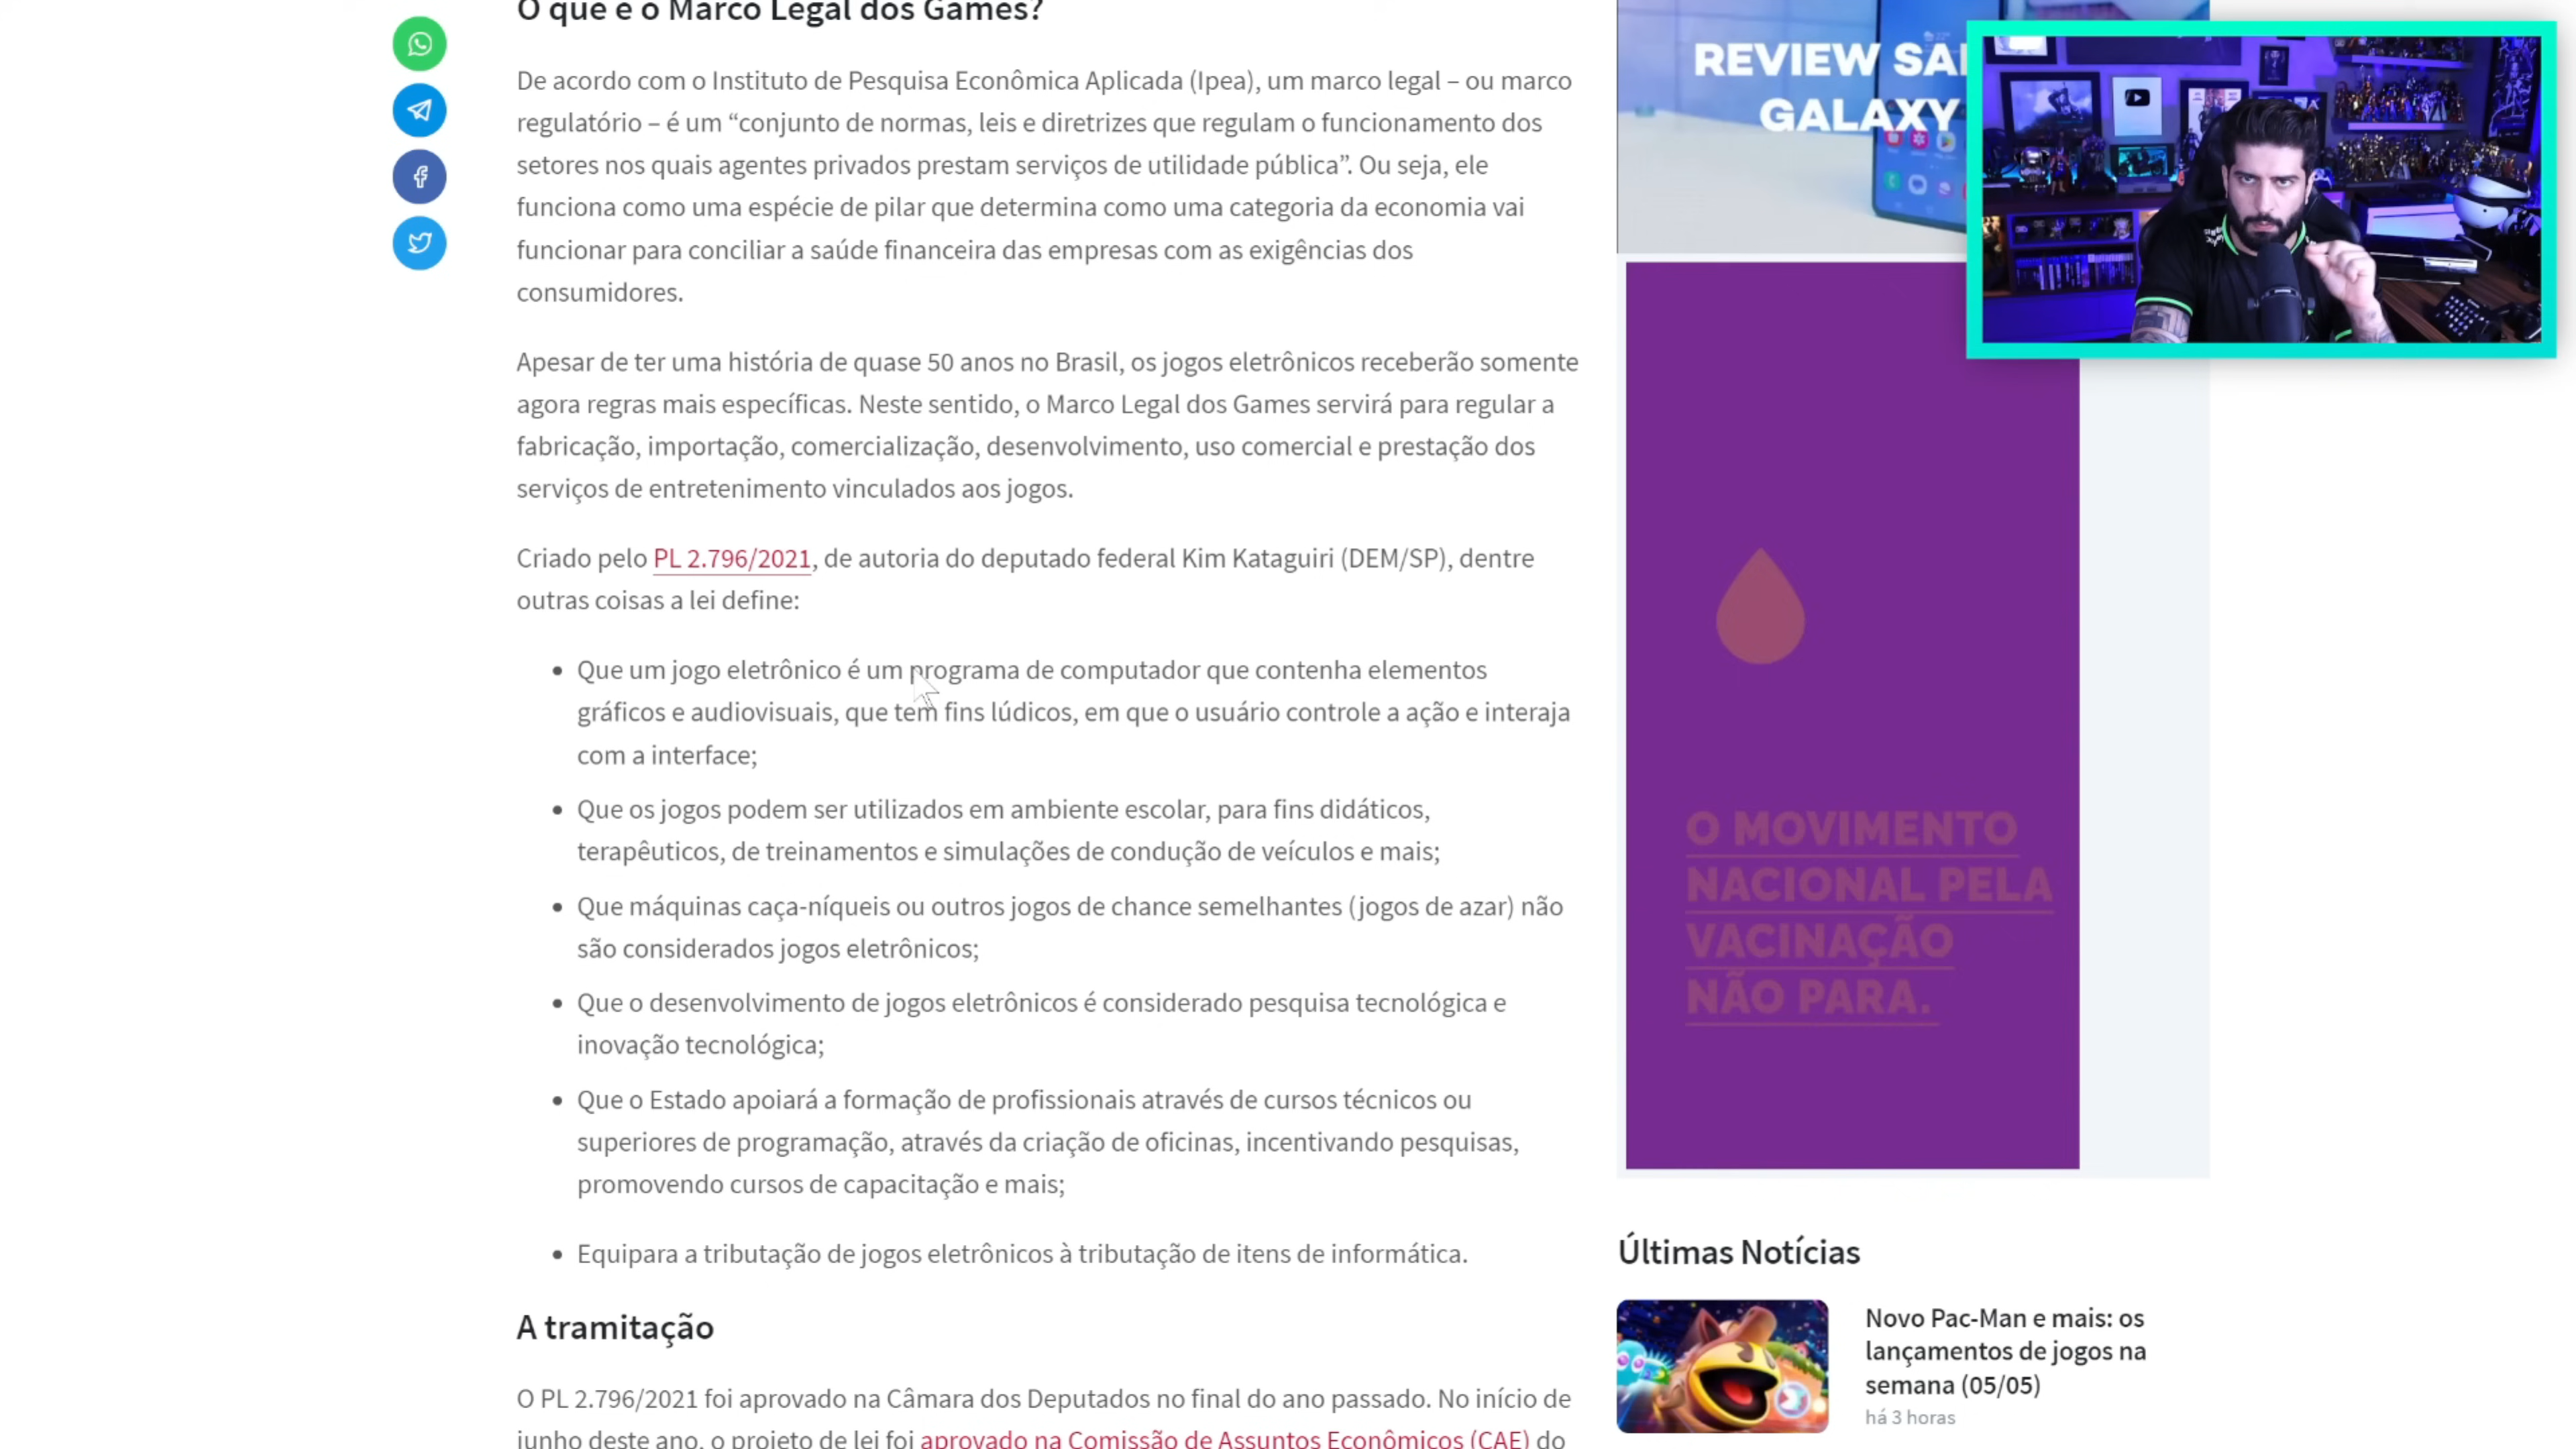 O que é o Marco Legal dos Games?
De acordo com o Instituto de Pesquisa Econômica Aplicada (Ipea), um marco legal – ou marco
regulatório – é um “conjunto de normas, leis e diretrizes que regulam o funcionamento dos
setores nos quais agentes privados prestam serviços de utilidade pública”. Ou seja, ele
funciona como uma espécie de pilar que determina como uma categoria da economia vai
funcionar para conciliar a saúde financeira das empresas com as exigências dos
consumidores.
Apesar de ter uma história de quase 50 anos no Brasil, os jogos eletrônicos receberão somente
agora regras mais específicas. Neste sentido, o Marco Legal dos Games servirá para regular a
fabricação, importação, comercialização, desenvolvimento, uso comercial e prestação dos
serviços de entretenimento vinculados aos jogos.
Criado pelo PL 2.796/2021, de autoria do deputado federal Kim Kataguiri (DEM/SP), dentre
outras coisas a lei define:
• Que um jogo eletrônico é um programa de computador que contenha elementos
gráficos e audiovisuais, que tem fins lúdicos, em que o usuário controle a ação e interaja
com a interface;
• Que os jogos podem ser utilizados em ambiente escolar, para fins didáticos,
terapêuticos, de treinamentos e simulações de condução de veículos e mais;
• Que máquinas caça-níqueis ou outros jogos de chance semelhantes (jogos de azar) não
são considerados jogos eletrônicos;
• Que o desenvolvimento de jogos eletrônicos é considerado pesquisa tecnológica e
inovação tecnológica;
• Que o Estado apoiará a formação de profissionais através de cursos técnicos ou
superiores de programação, através da criação de oficinas, incentivando pesquisas,
promovendo cursos de capacitação e mais;
• Equipara a tributação de jogos eletrônicos à tributação de itens de informática.
A tramitação
O PL 2.796/2021 foi aprovado na Câmara dos Deputados no final do ano passado. No início de
junho deste ano, o projeto de lei foi aprovado na Comissão de Assuntos Econômicos (CAE) do
REVIEW
GALAXY
O MOVIMENTO
NACIONAL PELA
VACINAÇÃO
NÃO PARA.
Últimas Notícias
Novo Pac-Man e mais: os
lançamentos de jogos na
semana (05/05)
há 3 horas